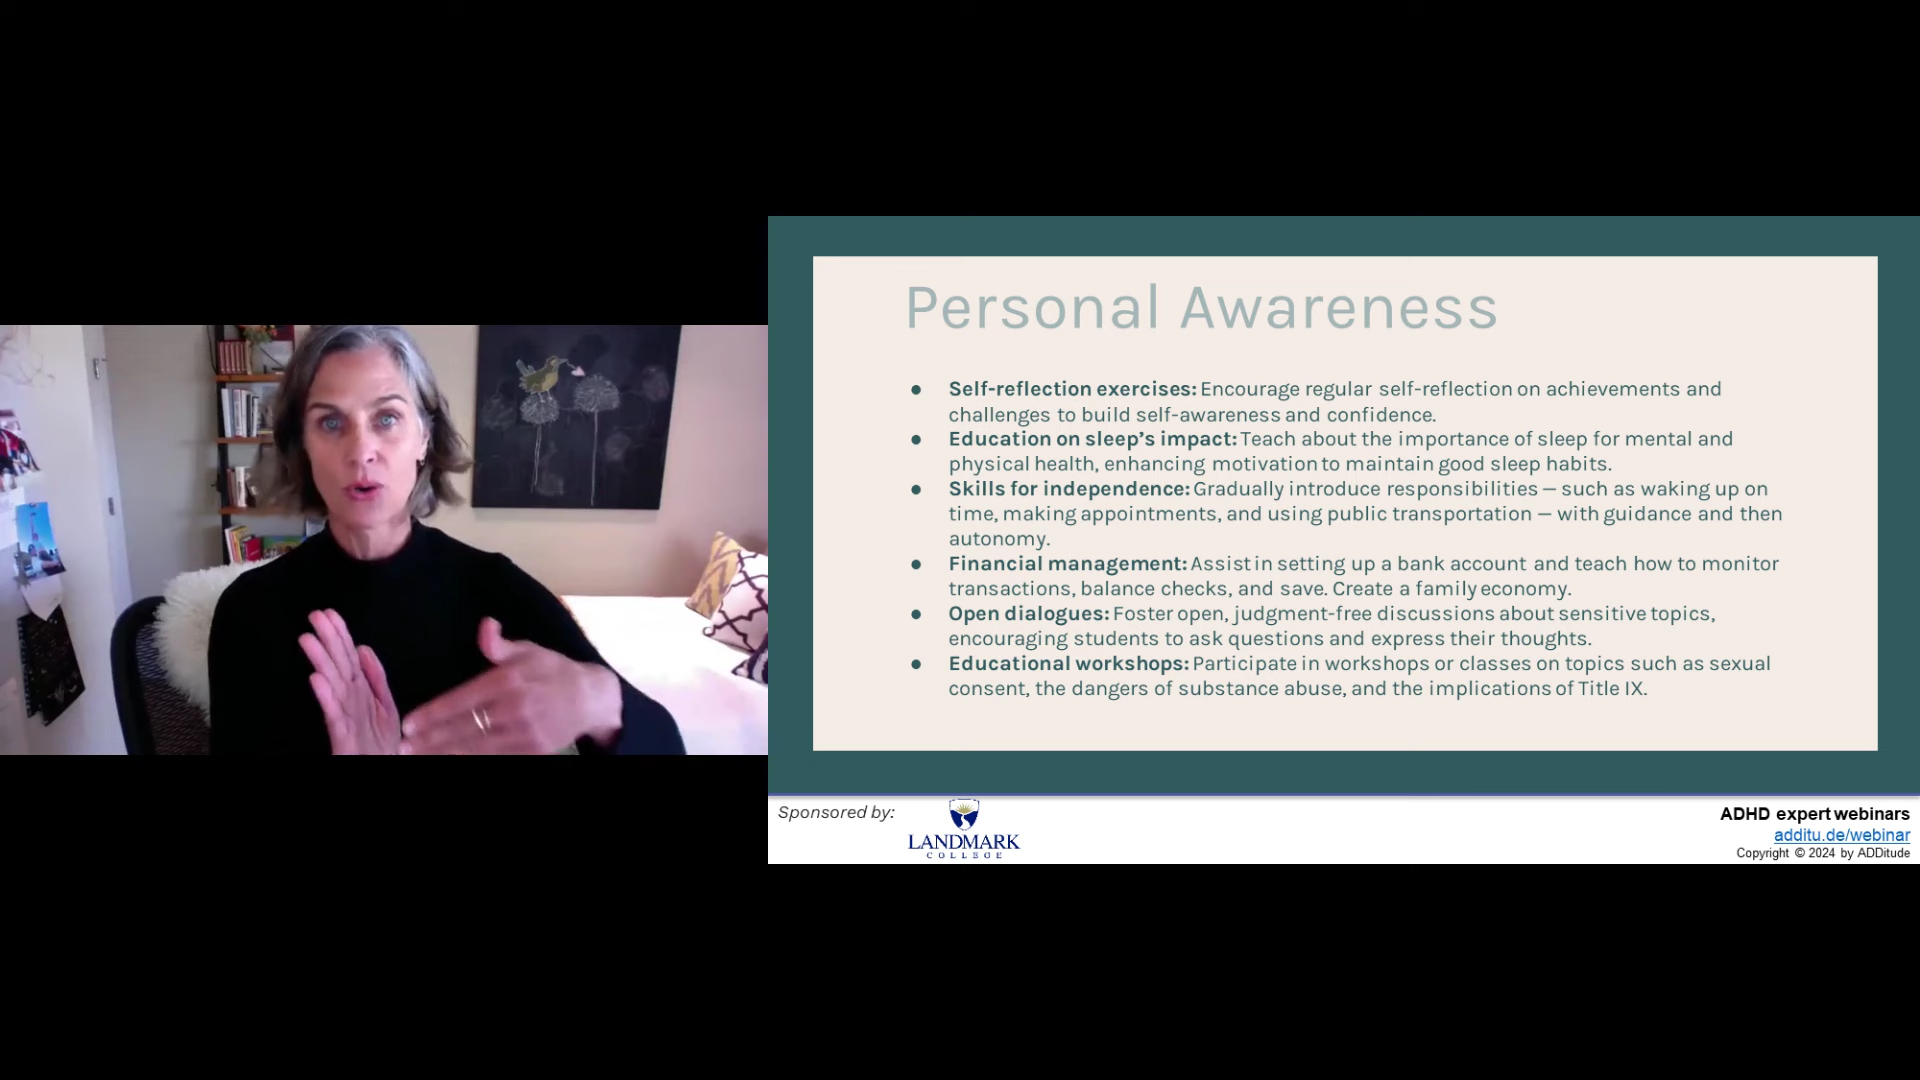 Personal Awareness
● Self-reflection exercises: Encourage regular self-reflection on achievements and
challenges to build self-awareness and confidence.
● Education on sleep’s impact: Teach about the importance of sleep for mental and
physical health, enhancing motivation to maintain good sleep habits.
● Skills for independence: Gradually introduce responsibilities — such as waking up on
time, making appointments, and using public transportation — with guidance and then
autonomy.
● Financial management: Assist in setting up a bank account and teach how to monitor
transactions, balance checks, and save. Create a family economy.
● Open dialogues: Foster open, judgment-free discussions about sensitive topics,
encouraging students to ask questions and express their thoughts.
● Educational workshops: Participate in workshops or classes on topics such as sexual
consent, the dangers of substance abuse, and the implications of Title IX.
Sponsored by:
LANDMARK
COLLEGE
ADHD expert webinars
additu.de/webinar
Copyright © 2024 by ADDitude